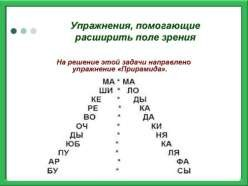 Упражнения, помогающие
расширить поле зрения
На решение этой задачи направлено
упражнение «Прирамида».
МА * МА
ШИ * ЛО
КЕ * ДЫ
РЕ * КА
ВО * ДА
ОЧ * КИ
ДЫ * НЯ
ЮБ * КА
ПУ * ЛЯ
АР * ФА
БУ * СЫ